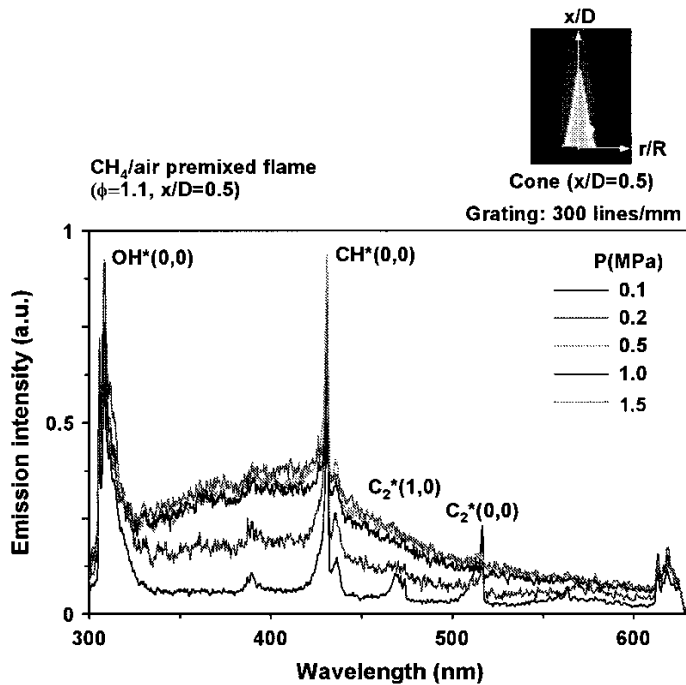 x/D
r/R
Cone (x/D=0.5)
CH₄/air premixed flame
(ϕ=1.1, x/D=0.5)
Grating: 300 lines/mm
1
OH*(0,0)
CH*(0,0)
P(MPa)
0.1
0.2
0.5
1.0
1.5
0.5
C₂*(1,0)
C₂*(0,0)
0
300
400
500
600
Emission intensity (a.u.)
Wavelength (nm)